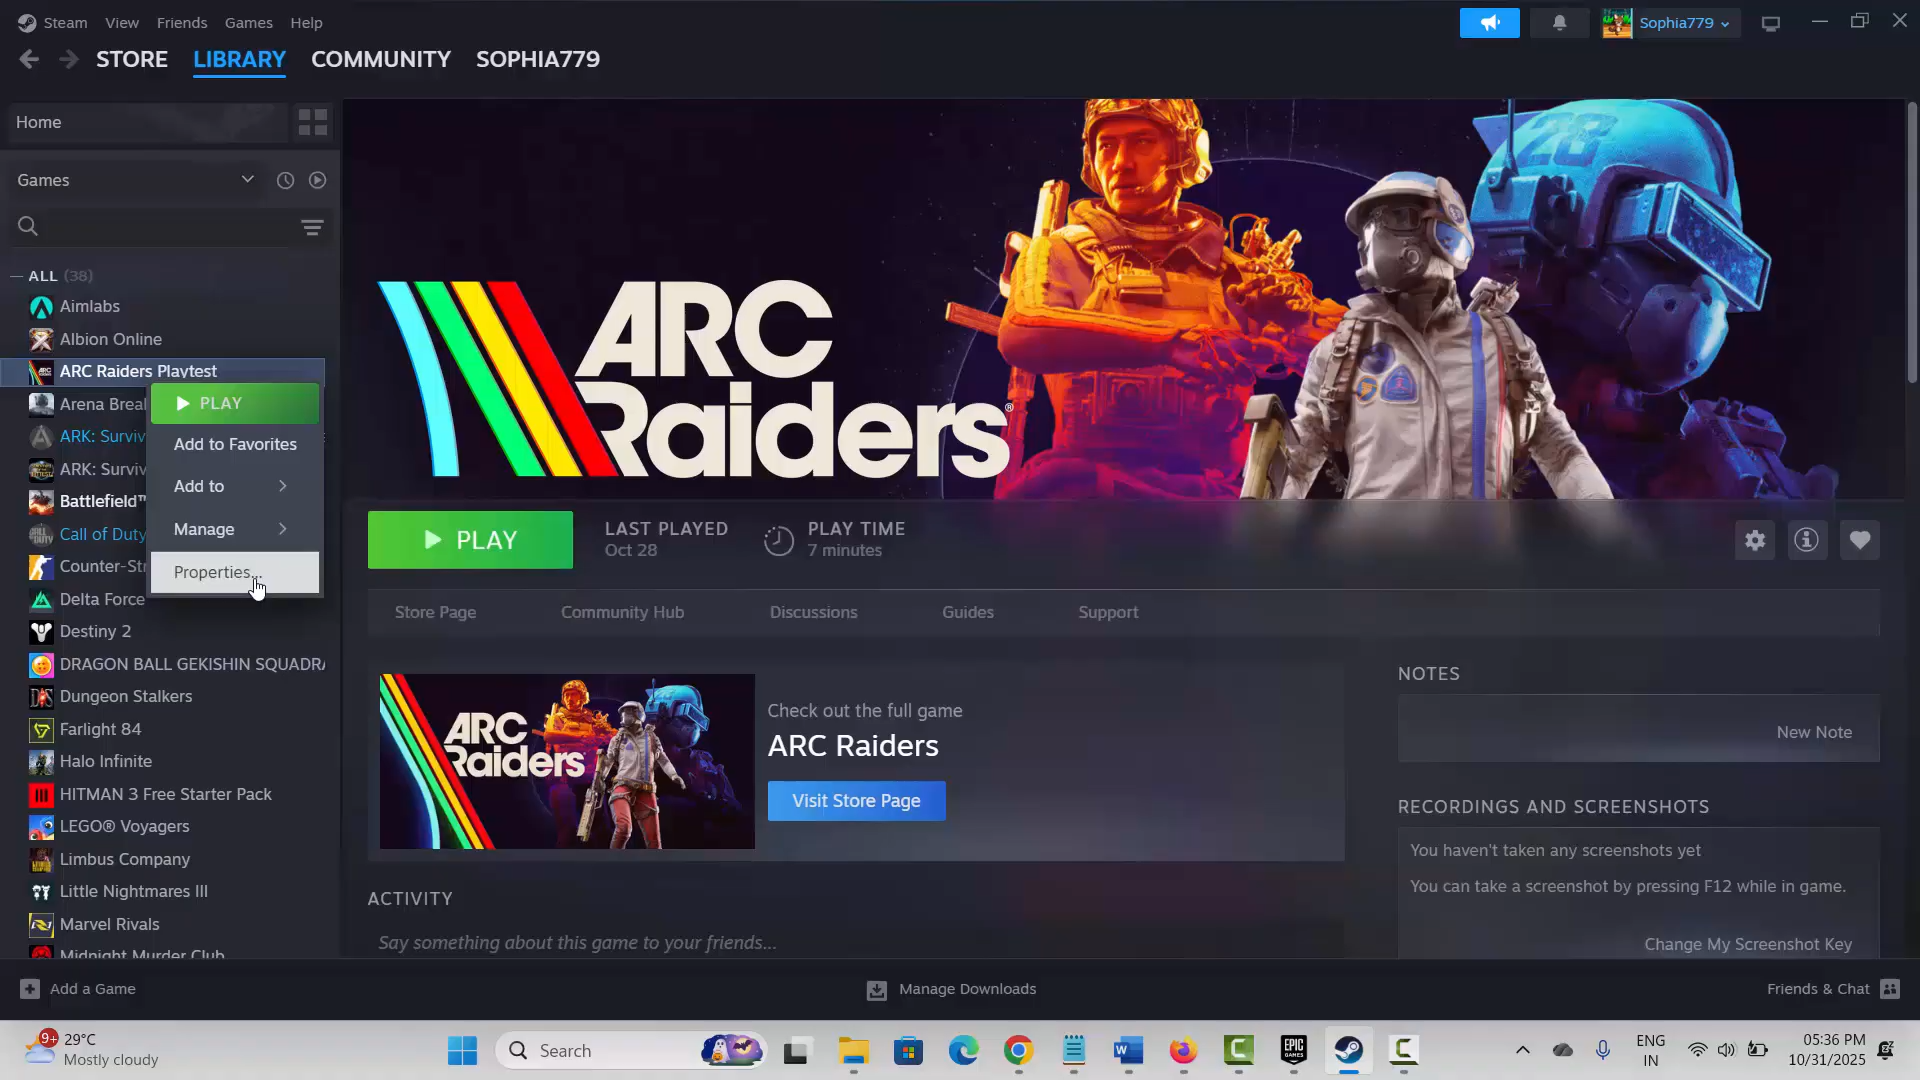 Steam View Friends Games Help
Sophia779
STORE LIBRARY COMMUNITY SOPHIA779
Home
Games
ALL (38)
Aimlabs
Albion Online
ARC Raiders Playtest
Arena Brea
ARK: Surviv
ARK: Surviv
Battlefield™
Call of Duty
Counter-Str
Delta Force
Destiny 2
DRAGON BALL GEKISHIN SQUADRA
Dungeon Stalkers
Farlight 84
Halo Infinite
HITMAN 3 Free Starter Pack
LEGO® Voyagers
Limbus Company
Little Nightmares III
Marvel Rivals
Midnight Murder Club
PLAY
Add to Favorites
Add to
Manage
Properties...
28
ARC
Raiders®
PLAY
LAST PLAYED
Oct 28
PLAY TIME
7 minutes
Store Page Community Hub Discussions Guides Support
ARC
Raiders
Check out the full game
ARC Raiders
Visit Store Page
NOTES
New Note
RECORDINGS AND SCREENSHOTS
You haven't taken any screenshots yet
You can take a screenshot by pressing F12 while in game.
Change My Screenshot Key
ACTIVITY
Say something about this game to your friends...
Add a Game
Manage Downloads
Friends & Chat
9+
29°C
Mostly cloudy
Search
EPIC
GAMES
ENG
IN
05:36 PM
10/31/2025